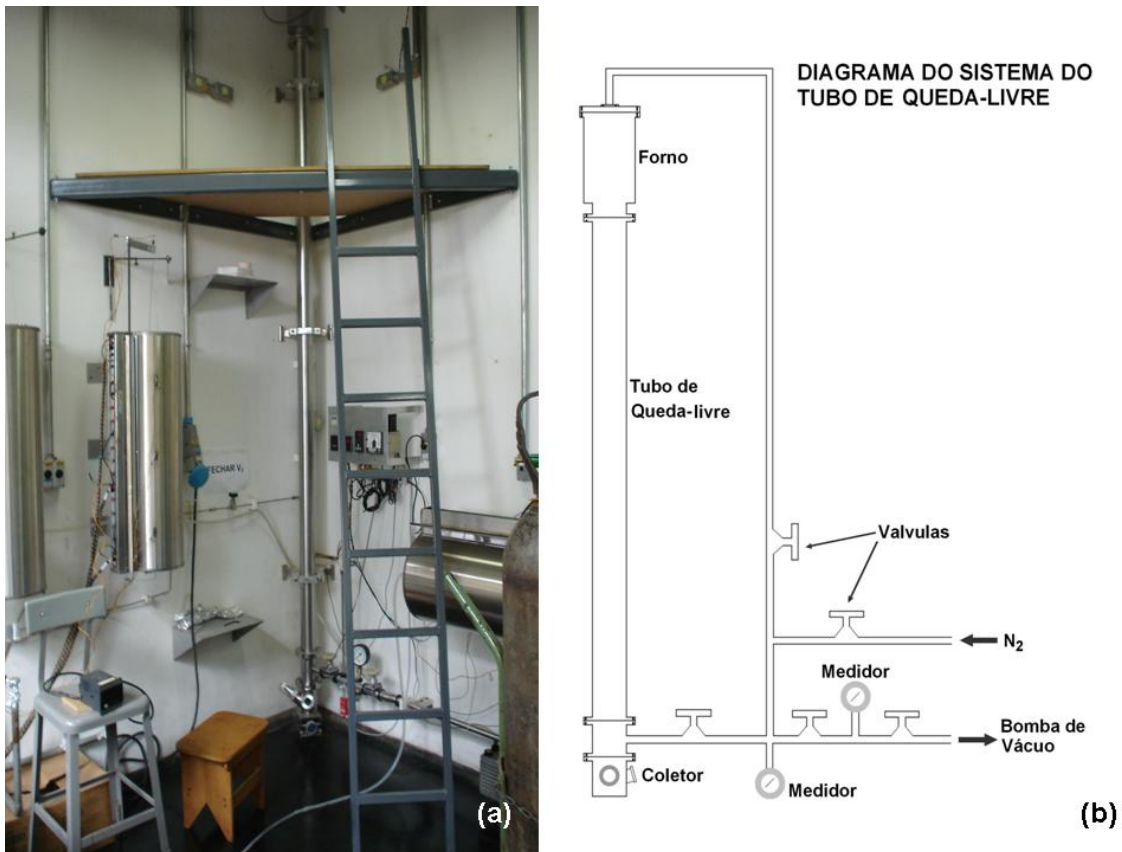 FECHAR V₁
(a)
DIAGRAMA DO SISTEMA DO
TUBO DE QUEDA-LIVRE
Forno
Tubo de
Queda-livre
Valvulas
N₂
Medidor
Bomba de
Vácuo
Coletor
Medidor
(b)